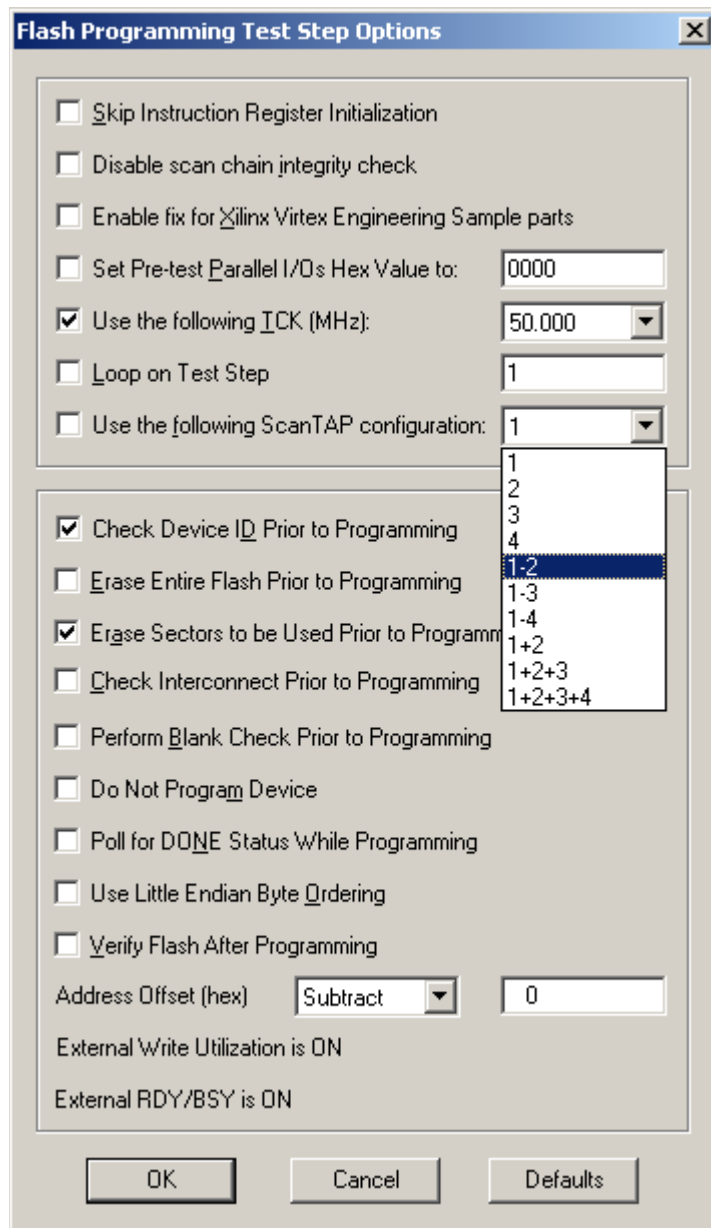 Flash Programming Test Step Options
Skip Instruction Register Initialization
Disable scan chain integrity check
Enable fix for Xilinx Virtex Engineering Sample parts
Set Pre-test Parallel I/Os Hex Value to: 0000
Use the following TCK (MHz): 50.000
Loop on Test Step 1
Use the following ScanTAP configuration: 1
1
2
3
4
1-2
1-3
1-4
1+2
1+2+3
1+2+3+4
Check Device ID Prior to Programming
Erase Entire Flash Prior to Programming
Erase Sectors to be Used Prior to Programm
Check Interconnect Prior to Programming
Perform Blank Check Prior to Programming
Do Not Program Device
Poll for DONE Status While Programming
Use Little Endian Byte Ordering
Verify Flash After Programming
Address Offset (hex) Subtract 0
External Write Utilization is ON
External RDY/BSY is ON
OK Cancel Defaults